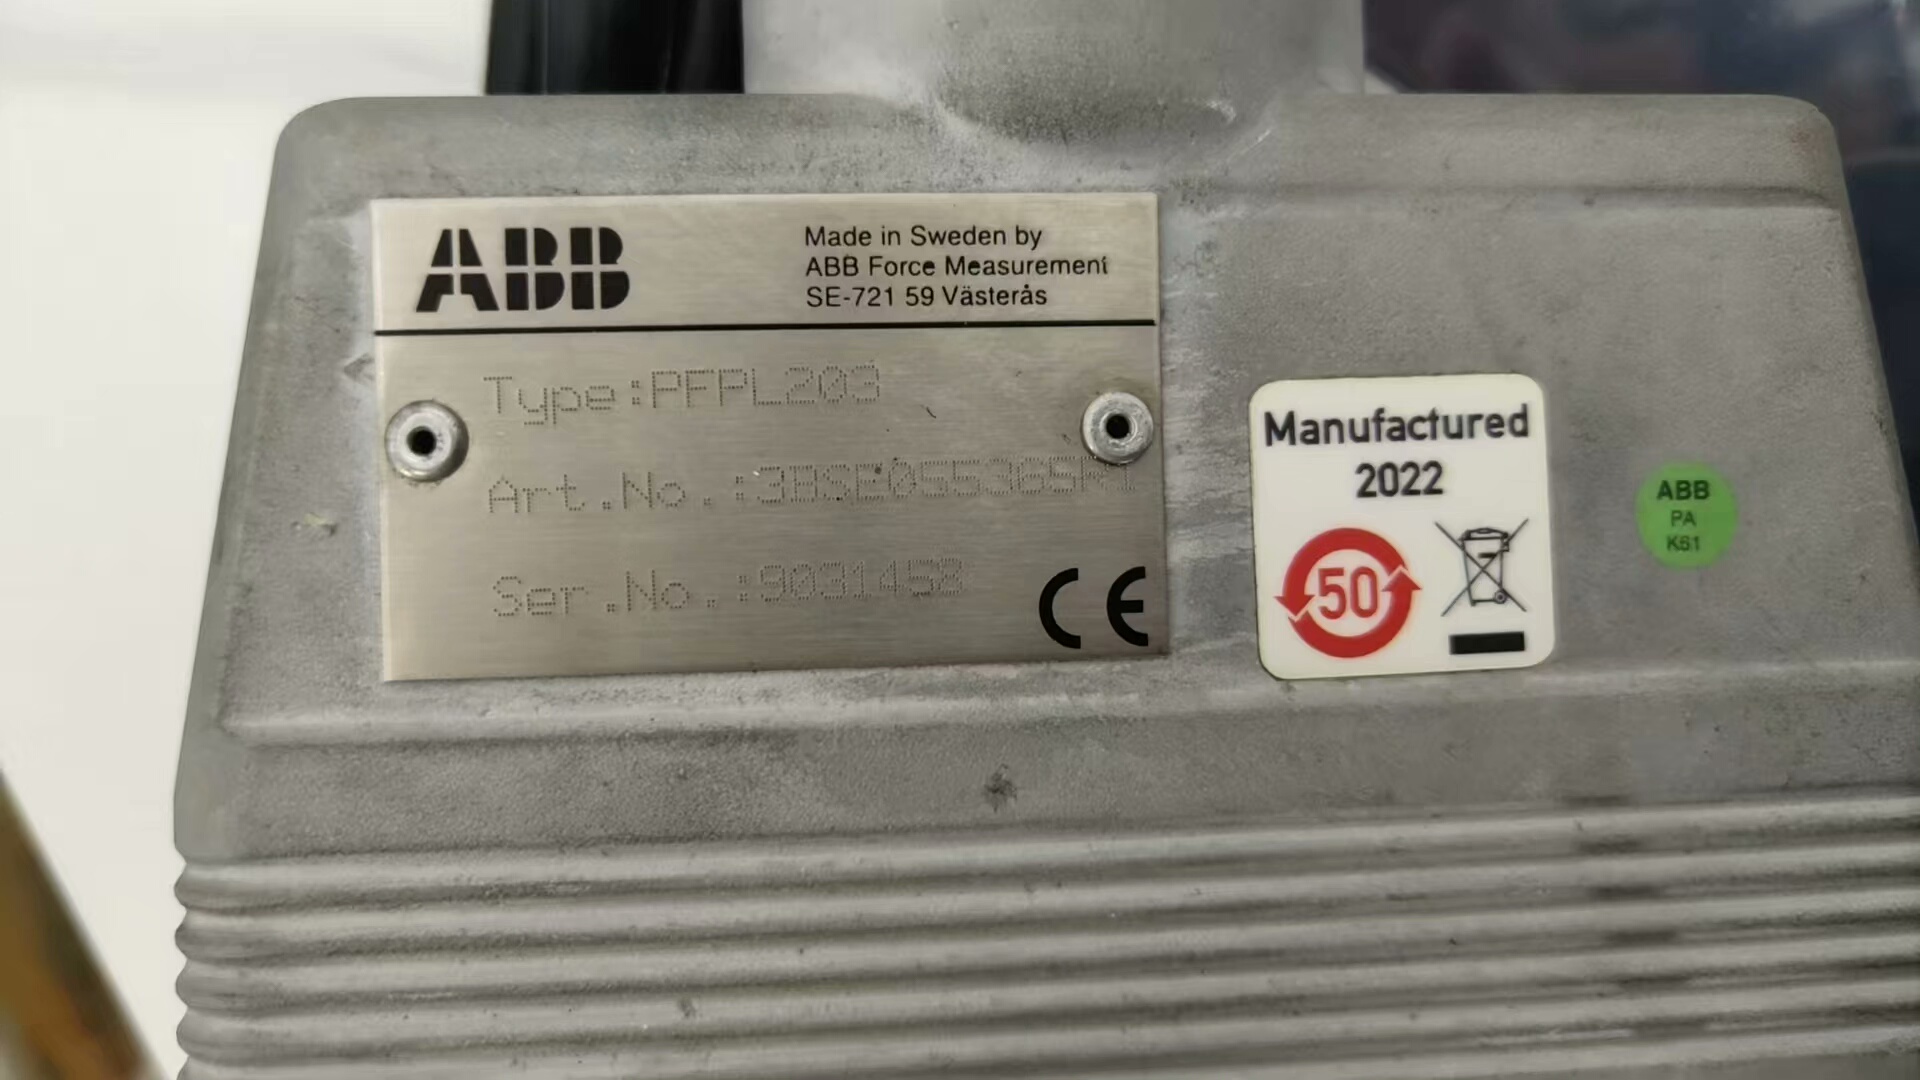 ABB
Made in Sweden by
ABB Force Measurement
SE-721 59 Västerås
Type:PFPL203
Art.No.:3BSE055365R1
Ser.No.:9031458
CE
Manufactured
2022
50
ABB
PA
K61